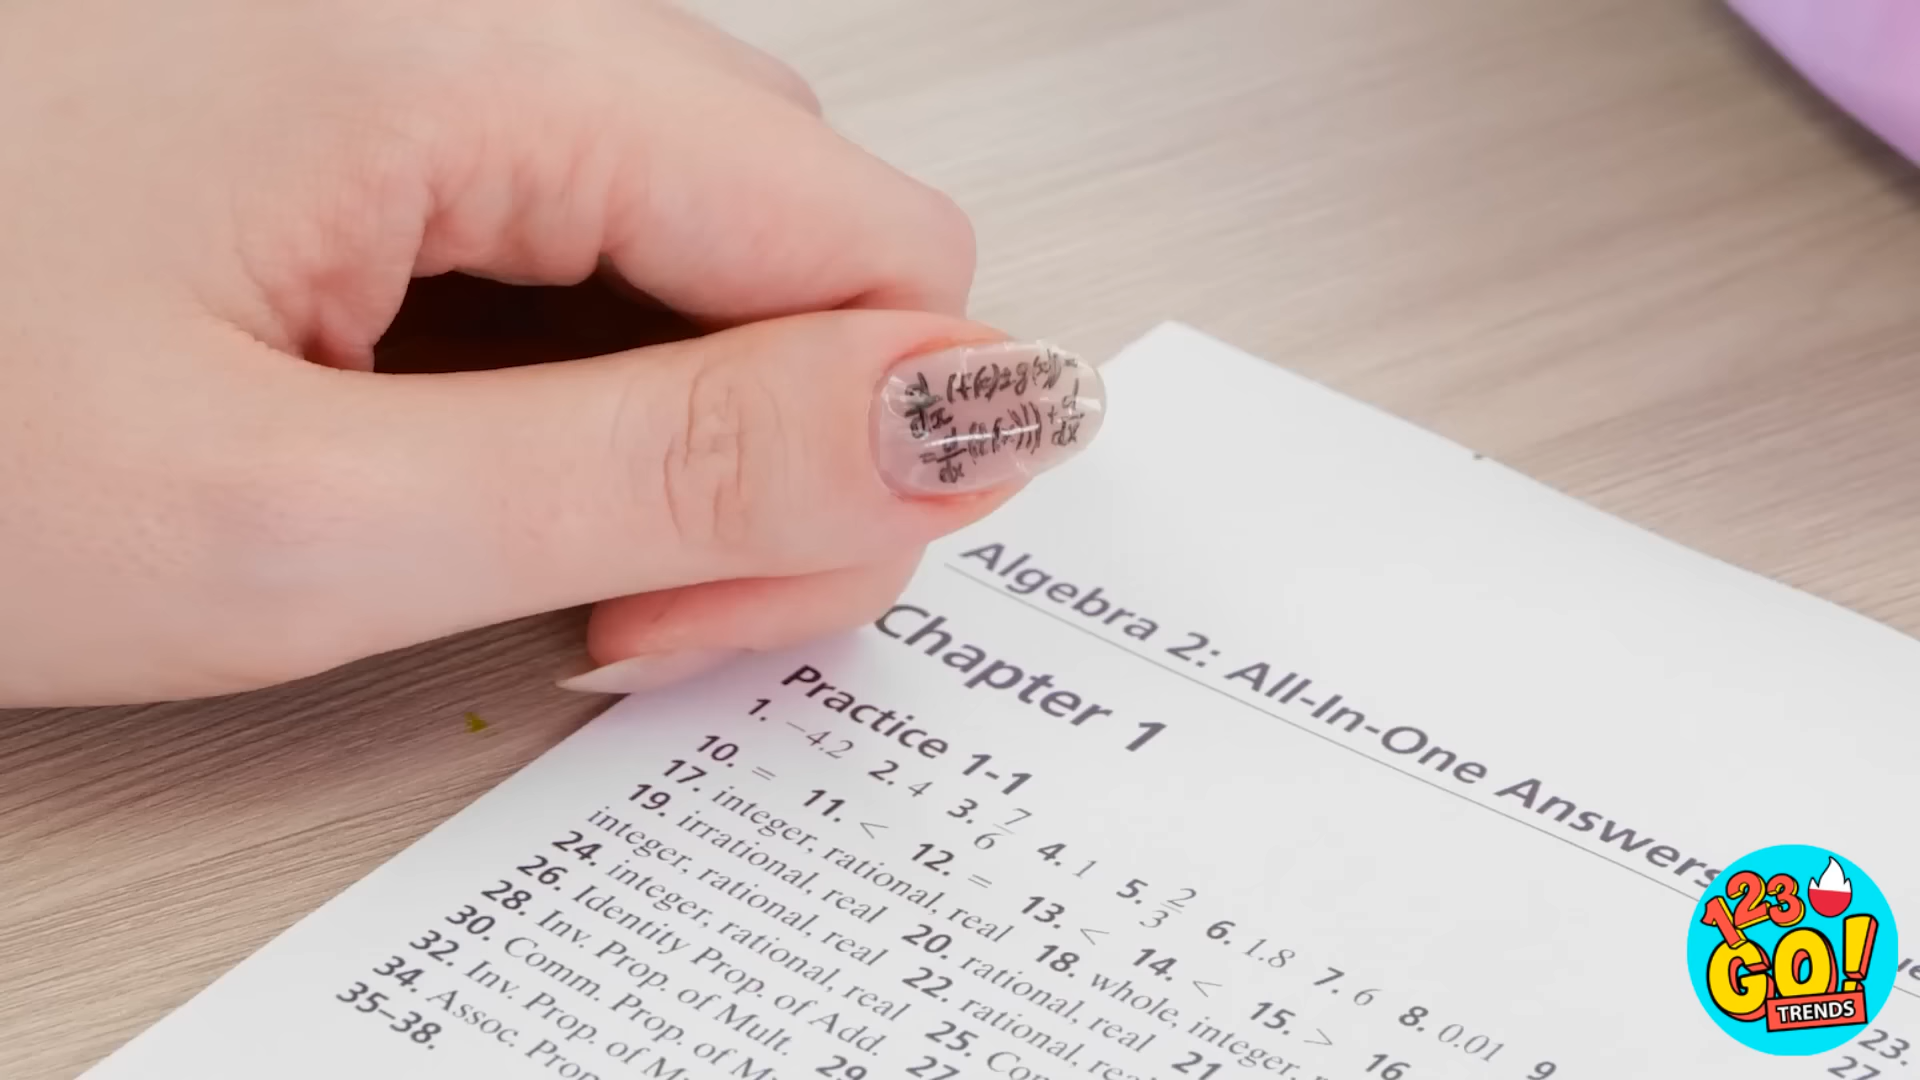 Algebra 2: All-In-One Answers
Chapter 1
Practice 1-1
1. −4.2 2. 4 3. 7/6 4. 1 5. 2/3 6. 1.8 7. 6 8. 0.01 9
10. = 11. < 12. = 13. < 14. < 15. > 16
17. integer, rational, real 18. whole, integer, r
19. irrational, real 20. rational, real 21
integer, rational, real 22. rational, rea
24. integer, rational, real 25. Con
26. Identity Prop. of Add. 27
28. Inv. Prop. of Mult. 29
30. Comm. Prop. of M
32. Inv. Prop. of M
34. Assoc. Prop
35–38.
23.
27
123
GO!
TRENDS